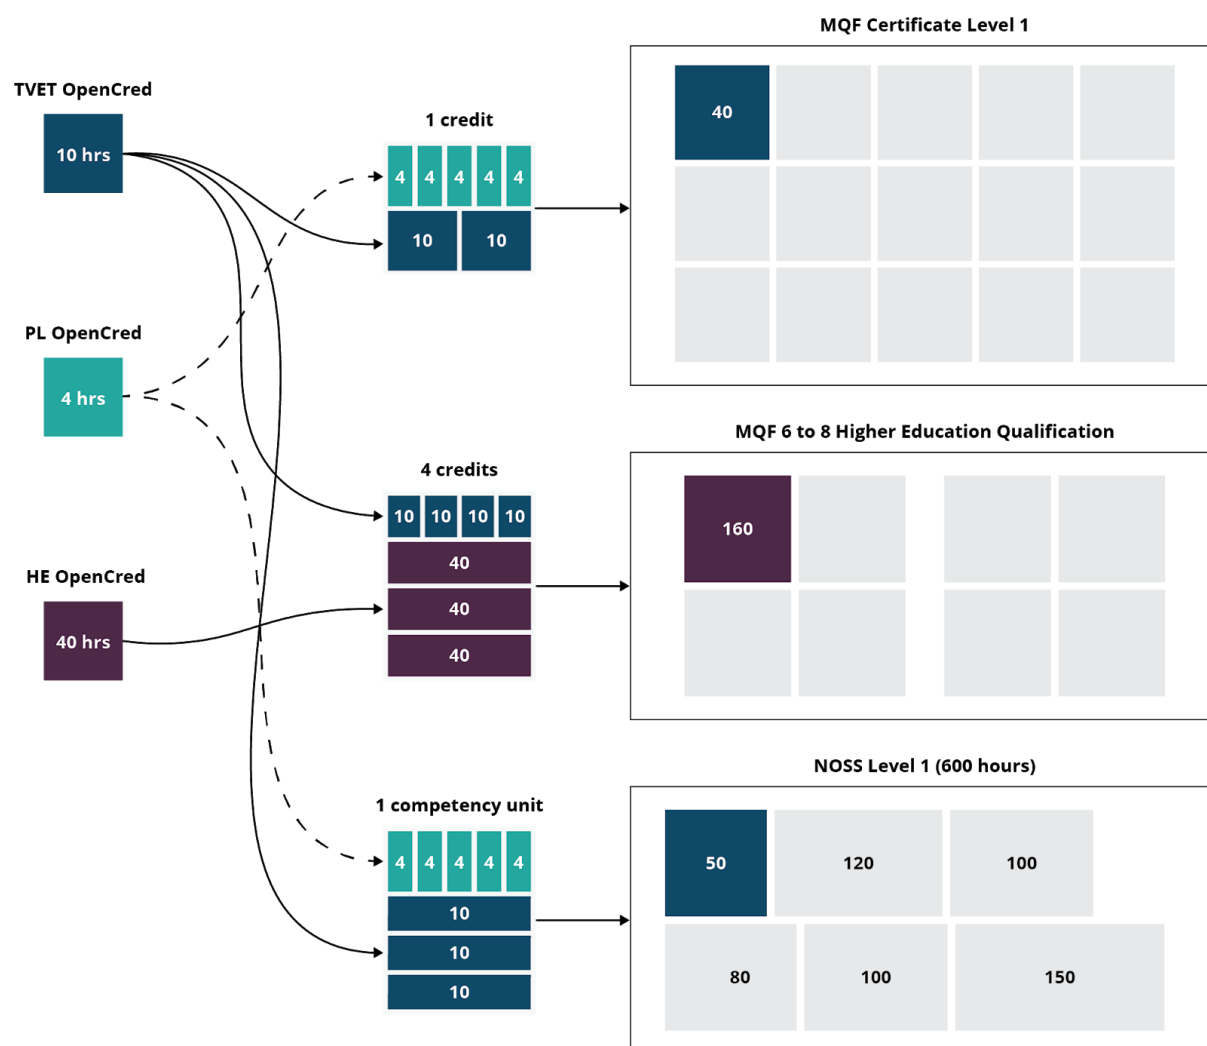 MQF Certificate Level 1
TVET OpenCred
10 hrs
1 credit
4 4 4 4 4
10 10
40
PL OpenCred
4 hrs
MQF 6 to 8 Higher Education Qualification
4 credits
10 10 10 10
40
40
40
160
HE OpenCred
40 hrs
NOSS Level 1 (600 hours)
1 competency unit
4 4 4 4 4
10
10
10
50 120 100
80 100 150